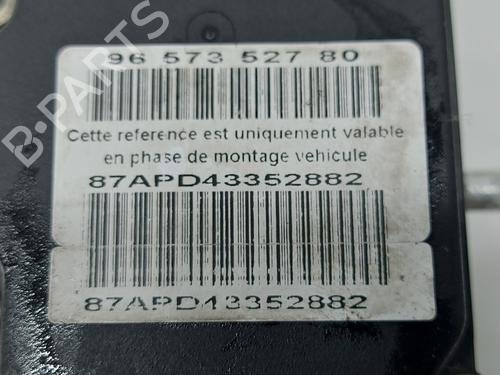 96 573 527 80
Cette reference est uniquement valable
en phase de montage vehicule
87APD43352882
87APD43352882
B-PARTS